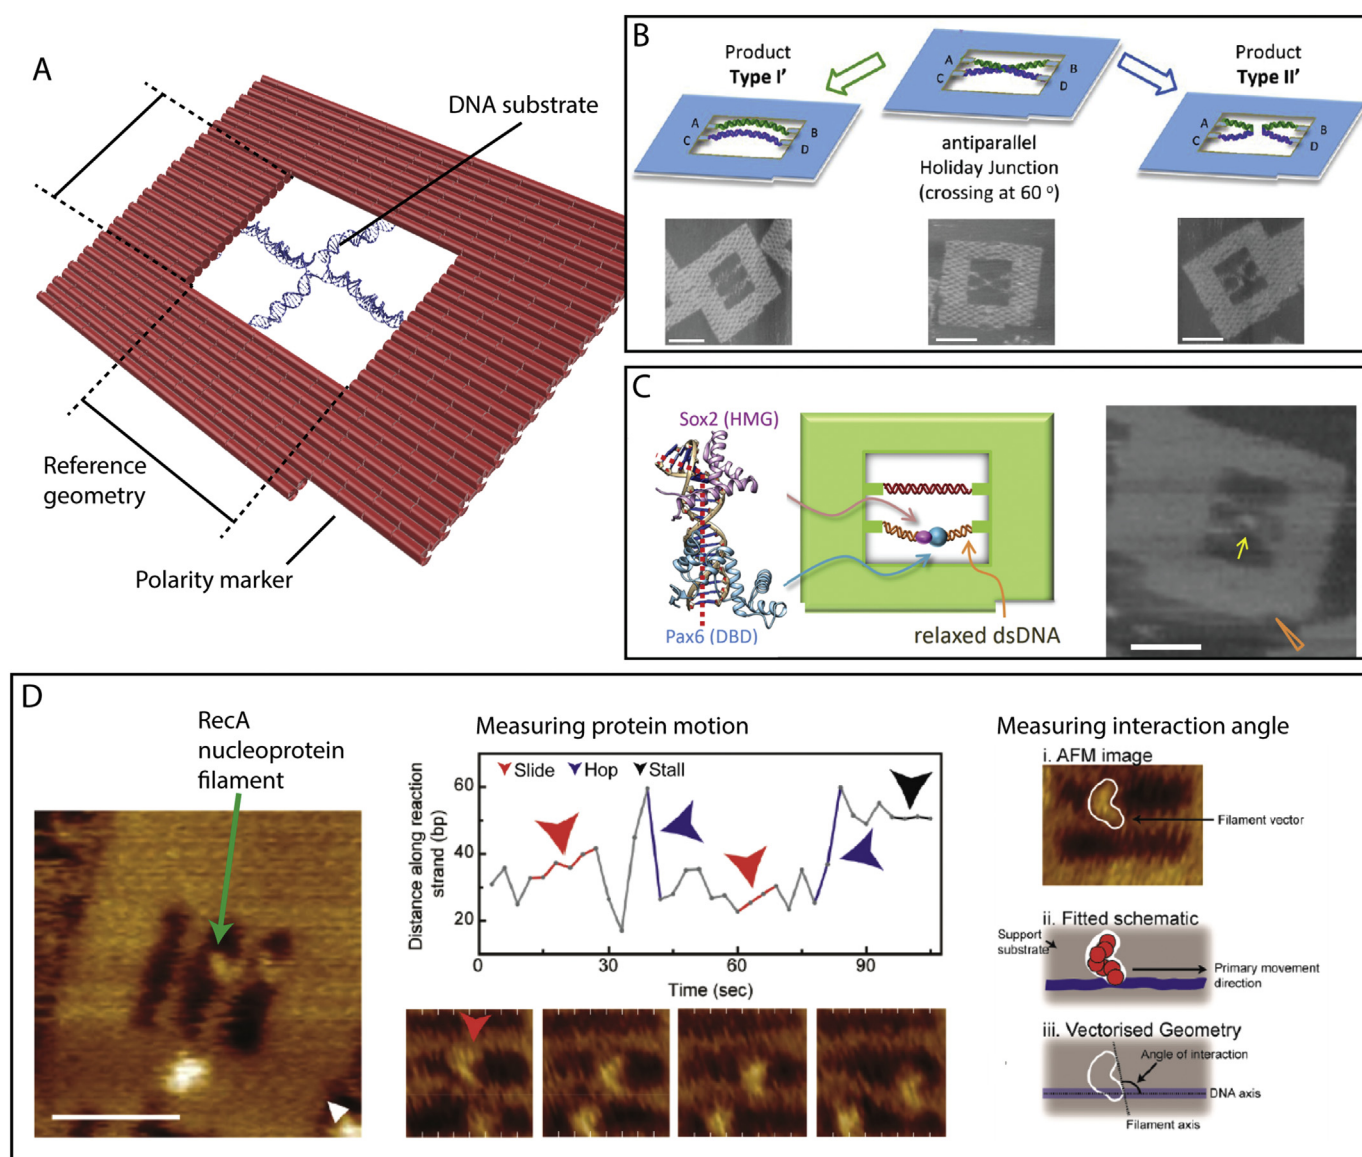 A
DNA substrate
Reference
geometry
Polarity marker
B
Product
Type I'
Product
Type II'
A
B
C
D
A
B
C
D
A
B
C
D
antiparallel
Holiday Junction
(crossing at 60 °)
C
Sox2 (HMG)
Pax6 (DBD)
relaxed dsDNA
D
RecA
nucleoprotein
filament
Measuring protein motion
Slide Hop Stall
Distance along reaction
strand (bp)
60
40
20
0 30 60 90
Time (sec)
Measuring interaction angle
i. AFM image
Filament vector
ii. Fitted schematic
Support
substrate
Primary movement
direction
iii. Vectorised Geometry
Angle of interaction
DNA axis
Filament axis